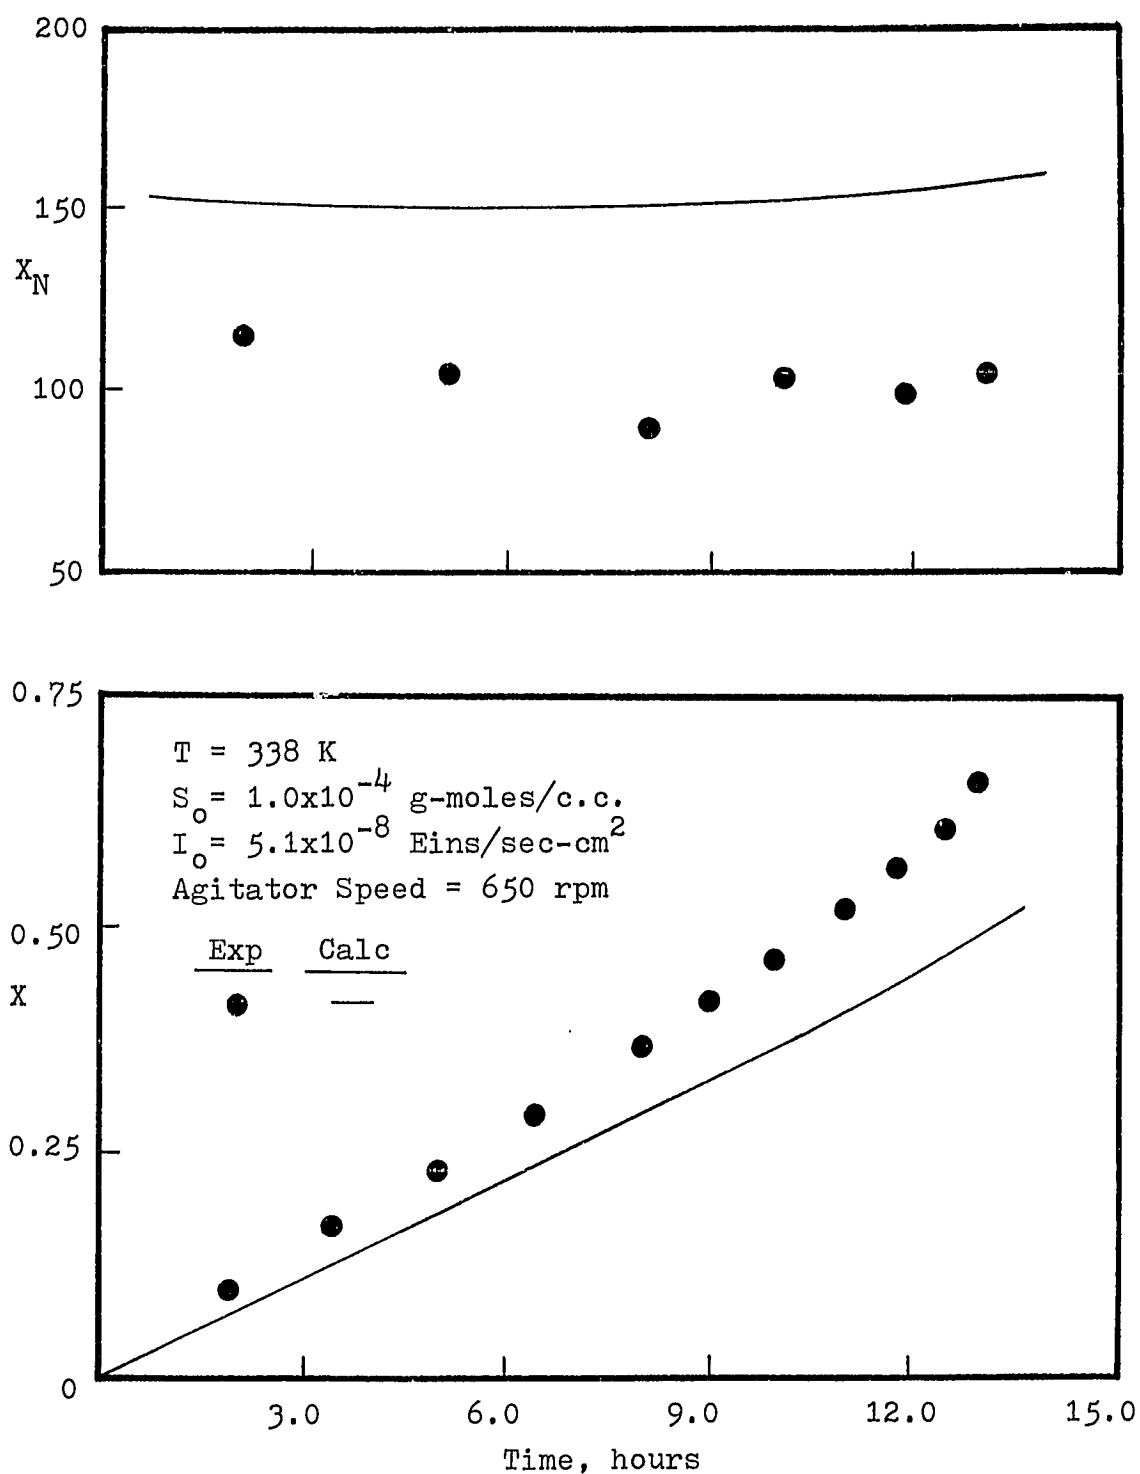 200
150
X_N
100
50
0.75
T = 338 K
S_o= 1.0x10^-4 g-moles/c.c.
I_o= 5.1x10^-8 Eins/sec-cm^2
Agitator Speed = 650 rpm
0.50
Exp Calc
X
0.25
0
3.0 6.0 9.0 12.0 15.0
Time, hours